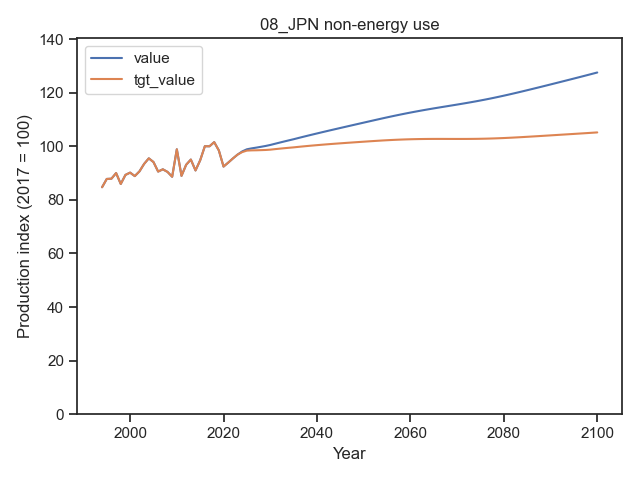 08_JPN non-energy use
value
tgt_value
Production index (2017 = 100)
140
120
100
80
60
40
20
0
2000 2020 2040 2060 2080 2100
Year